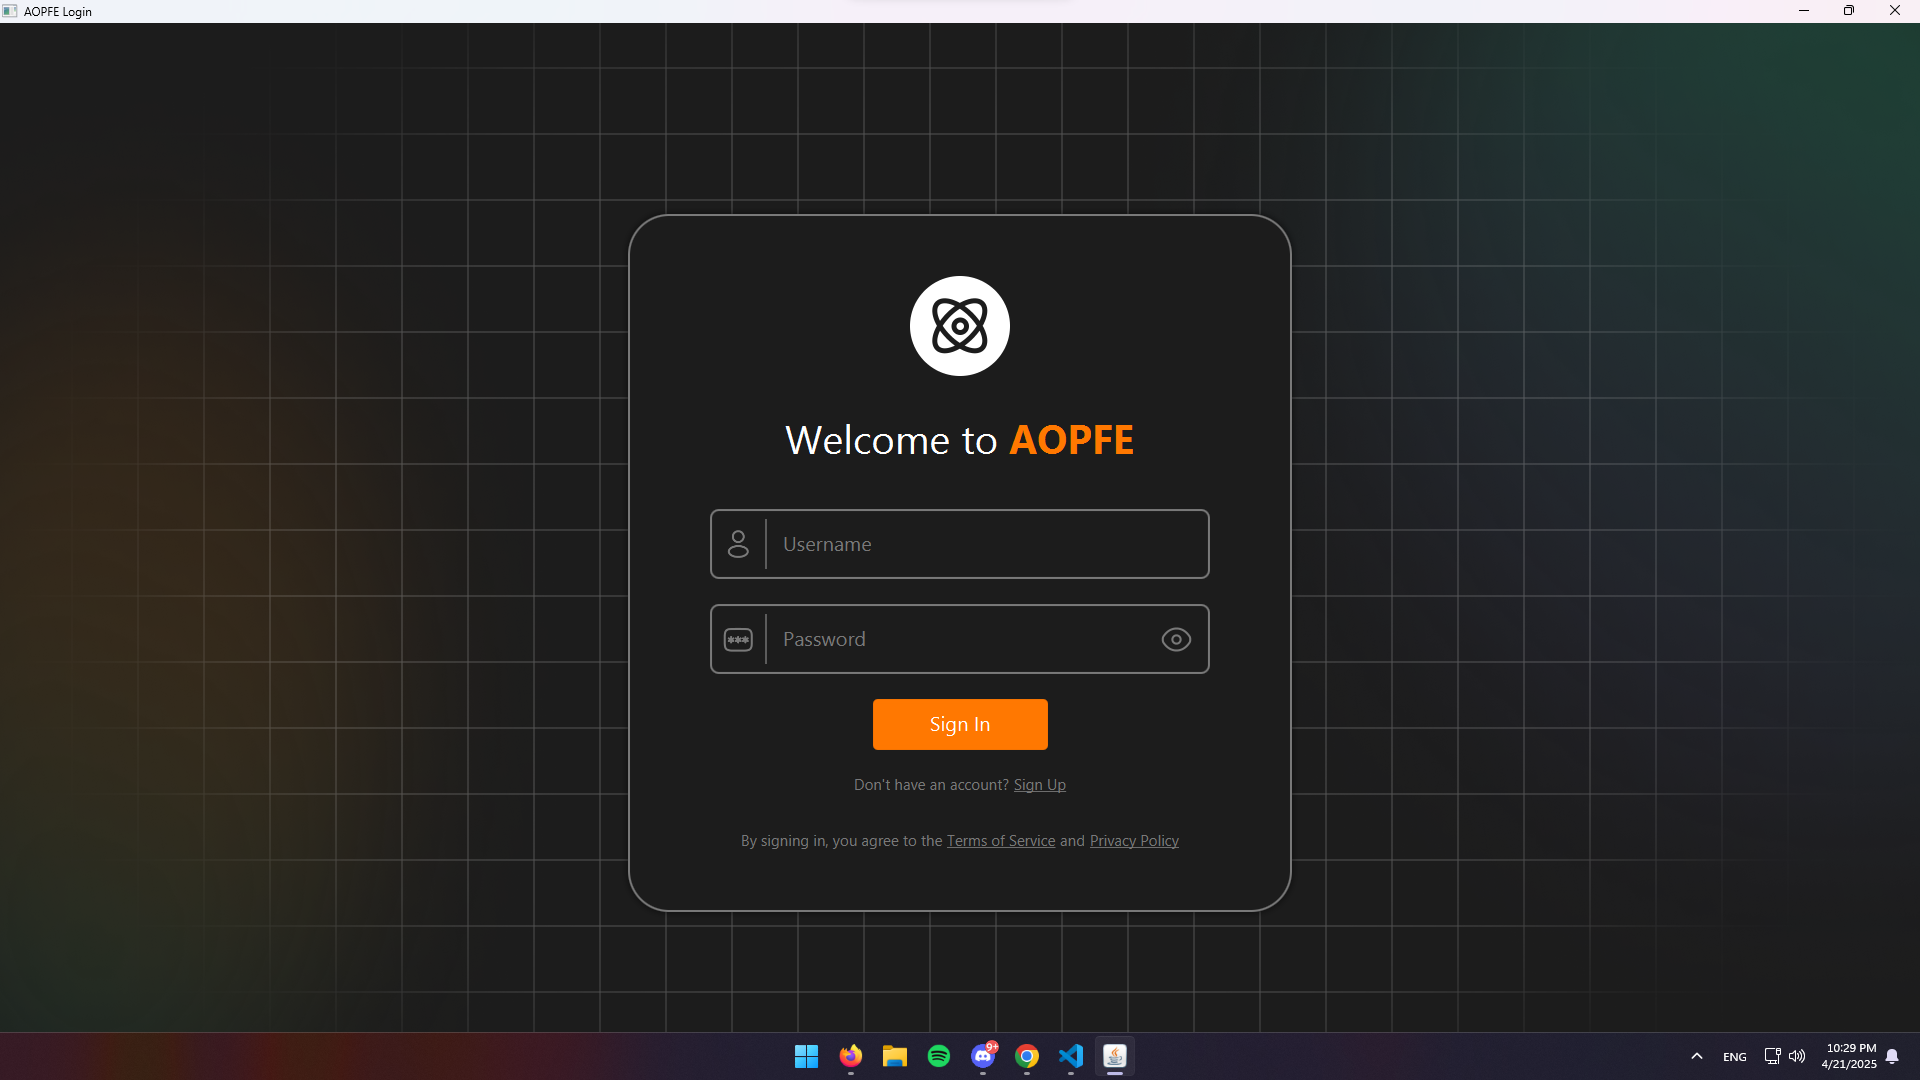 AOPFE Login
Welcome to AOPFE
Username
***
Password
Sign In
Don't have an account? Sign Up
By signing in, you agree to the Terms of Service and Privacy Policy
9+
ENG
10:29 PM
4/21/2025